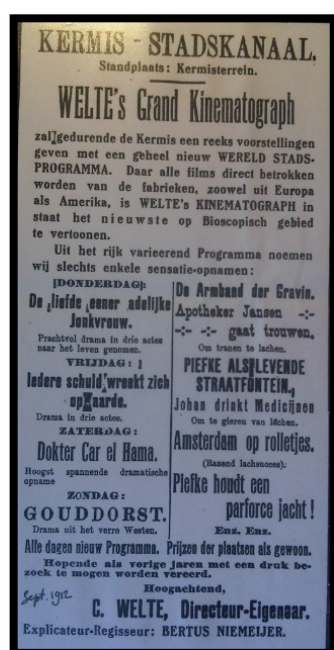 KERMIS - STADSKANAAL.
Standplaats: Kermisterrein.
WELTE's Grand Kinematograph
zal gedurende de Kermis een reeks voorstellingen
geven met een geheel nieuw WERELD STADS-
PROGRAMMA. Daar alle films direct betrokken
worden van de fabrieken, zoowel uit Europa
als Amerika, is WELTE's KINEMATOGRAPH in
staat het nieuwste op Bioscopisch gebied
te vertoonen.
Uit het rijk varieerend Programma noemen
wij slechts enkele sensatie-opnamen:
DONDERDAG:
De liefde eener adelijke
Jonkvrouw.
Prachtvol drama in drie actes
naar het leven genomen.
VRIJDAG:
Iedere schuld wreekt zich
op aarde.
Drama in drie actes.
ZATERDAG:
Dokter Car el Hama.
Hoogst spannende dramatische
opname
ZONDAG:
GOUDDORST.
Drama uit het verre Westen.
De Armband der Gravin.
Apotheker Jansen -:-
-:- -:- gaat trouwen.
Om tranen te lachen.
PIEFKE ALS LEVENDE
STRAATFONTEIN.
Johan drinkt Medicijnen
Om te gieren van lachen.
Amsterdam op rolletjes.
(Razend lachsucces).
Piefke houdt een
parforce jacht!
Enz. Enz.
Alle dagen nieuw Programma. Prijzen der plaatsen als gewoon.
Hopende als vorige jaren met een druk be-
zoek te mogen worden vereerd.
Hoogachtend,
Sept. 1912
C. WELTE, Directeur-Eigenaar.
Explicateur-Regisseur: BERTUS NIEMEIJER.